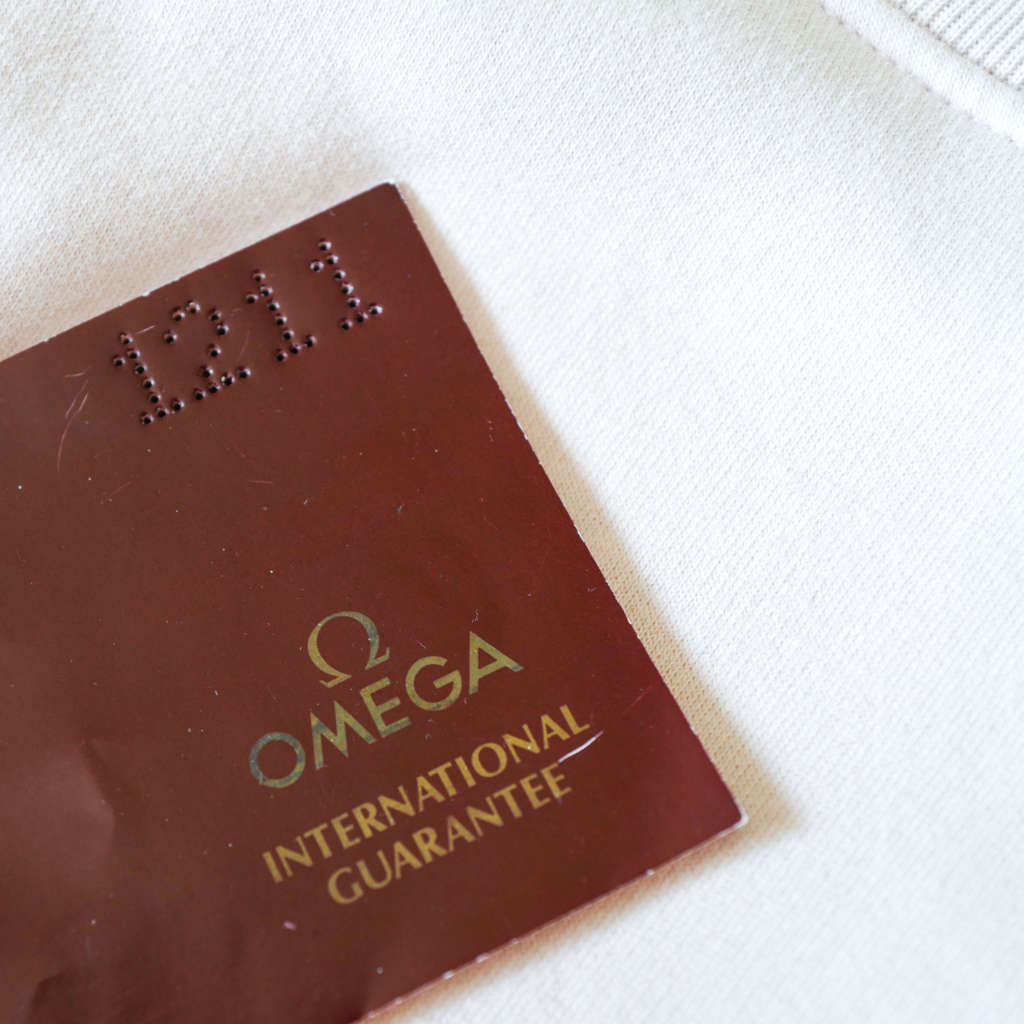 1211
Ω
OMEGA
INTERNATIONAL
GUARANTEE